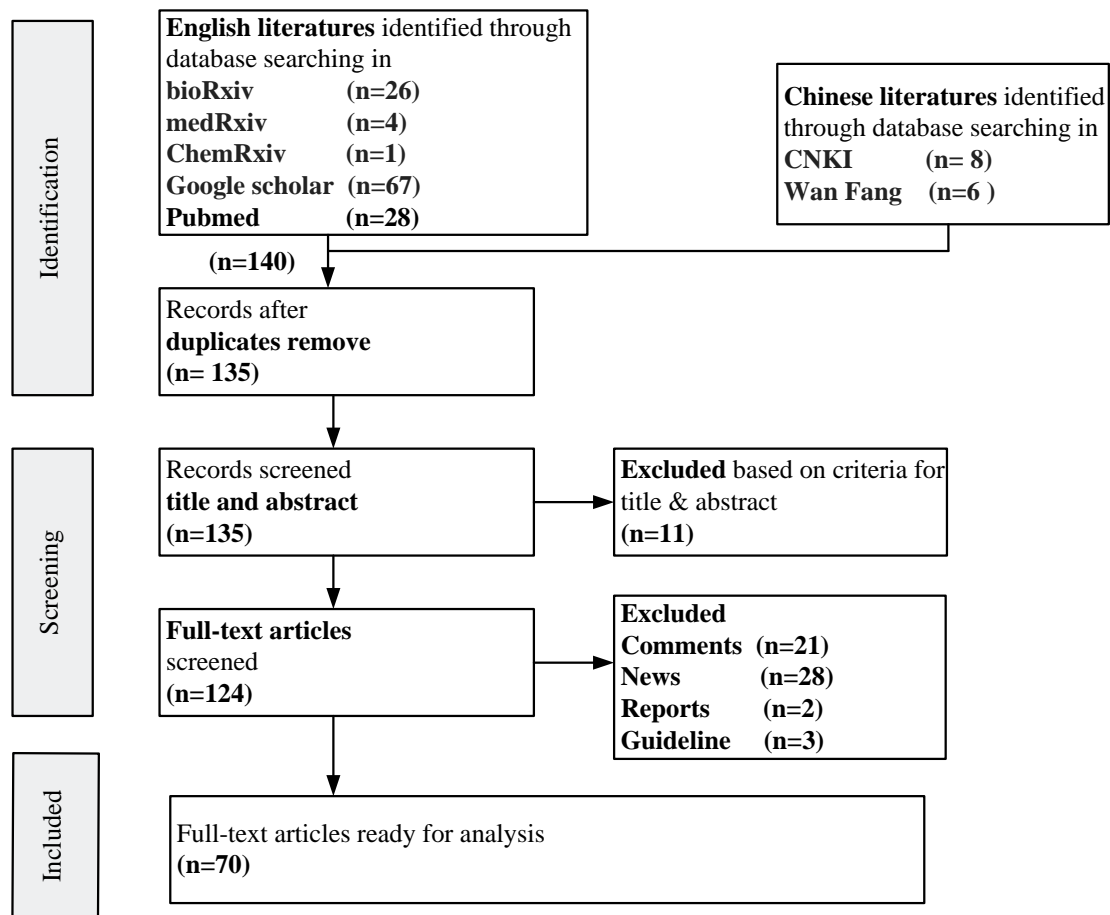 Identification
English literatures identified through
database searching in
bioRxiv (n=26)
medRxiv (n=4)
ChemRxiv (n=1)
Google scholar (n=67)
Pubmed (n=28)
Chinese literatures identified
through database searching in
CNKI (n= 8)
Wan Fang (n=6 )
(n=140)
Records after
duplicates remove
(n= 135)
Screening
Records screened
title and abstract
(n=135)
Excluded based on criteria for
title & abstract
(n=11)
Full-text articles
screened
(n=124)
Excluded
Comments (n=21)
News (n=28)
Reports (n=2)
Guideline (n=3)
Included
Full-text articles ready for analysis
(n=70)